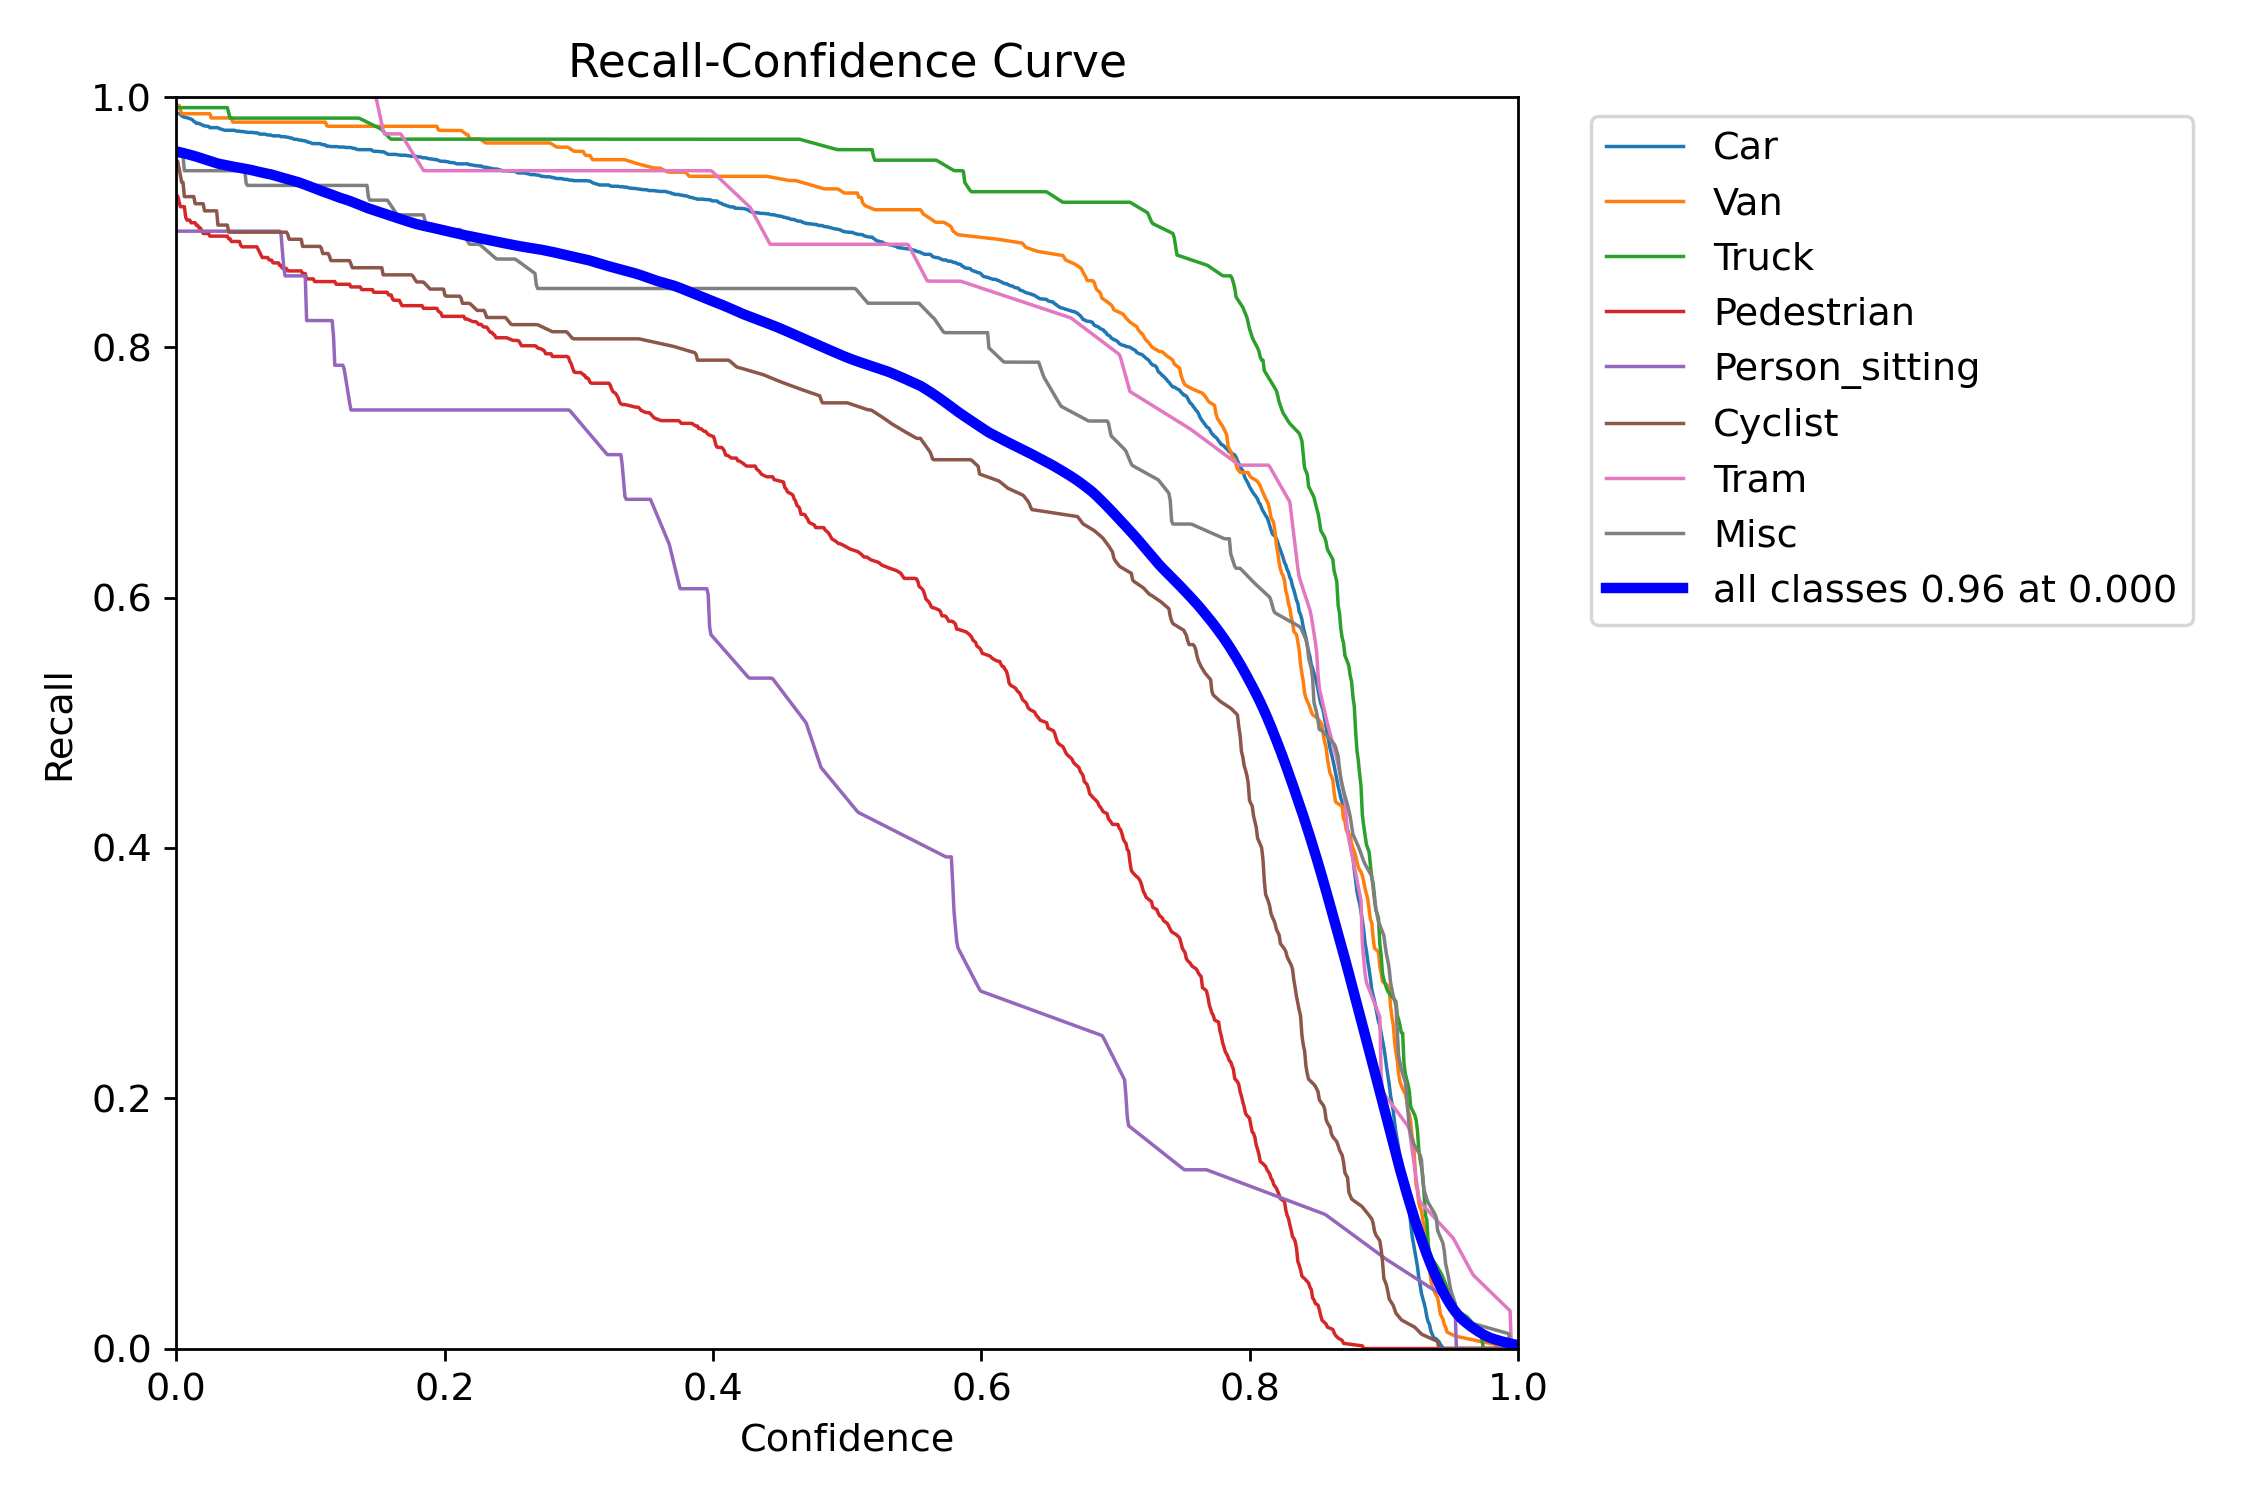 Recall-Confidence Curve
1.0
0.8
0.6
0.4
0.2
0.0
Recall
0.0 0.2 0.4 0.6 0.8 1.0
Confidence
Car
Van
Truck
Pedestrian
Person_sitting
Cyclist
Tram
Misc
all classes 0.96 at 0.000